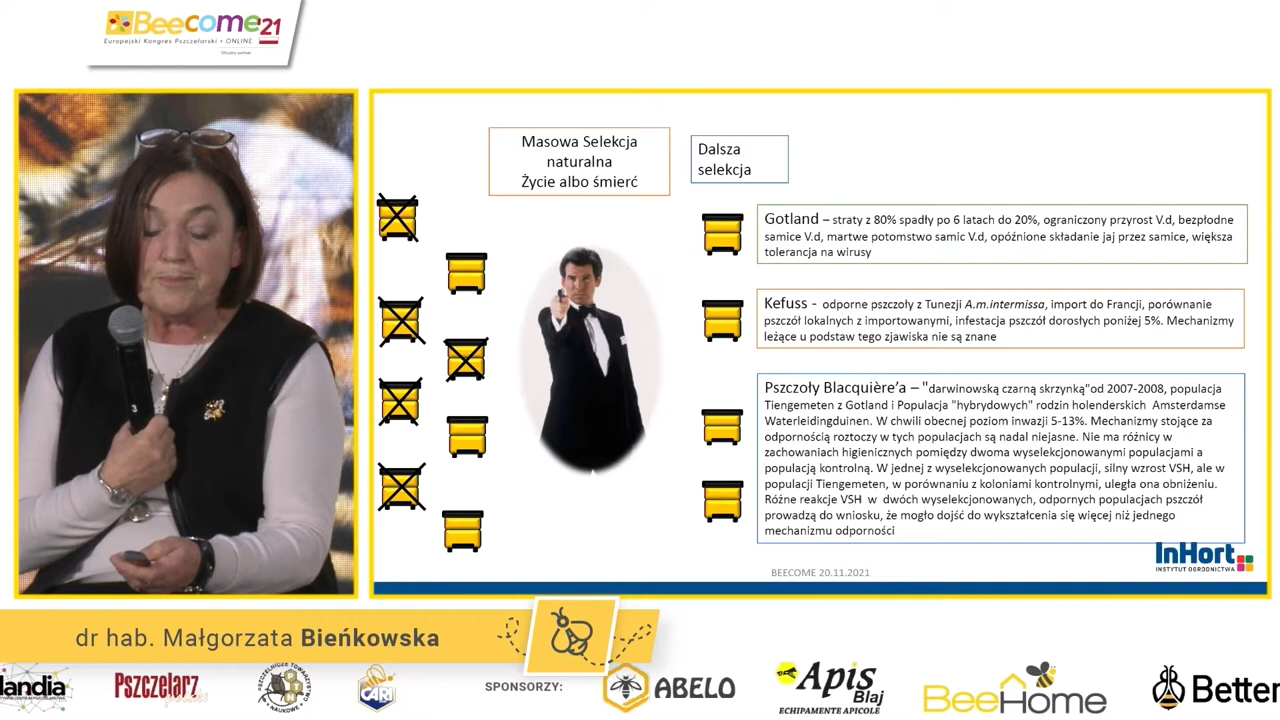 Beecome'21
Europejski Kongres Pszczelarski • ONLINE
Masowa Selekcja
naturalna
Życie albo śmierć
Dalsza
selekcja
Gotland – straty z 80% spadły po 6 latach do 20%, ograniczony przyrost V.d, bezpłodne
samice V.d, martwe potomstwo samic V.d, opóźnione składanie jaj przez samice, większa
tolerancja na wirusy
Kefuss - odporne pszczoły z Tunezji A.m.intermissa, import do Francji, porównanie
pszczół lokalnych z importowanymi, infestacja pszczół dorosłych poniżej 5%. Mechanizmy
leżące u podstaw tego zjawiska nie są znane
Pszczoły Blacquière'a – "darwinowską czarną skrzynką"od 2007-2008, populacja
Tiengemeten z Gotland i Populacja "hybrydowych" rodzin holenderskich Amsterdamse
Waterleidingduinen. W chwili obecnej poziom inwazji 5-13%. Mechanizmy stojące za
odpornością roztoczy w tych populacjach są nadal niejasne. Nie ma różnicy w
zachowaniach higienicznych pomiędzy dwoma wyselekcjonowanymi populacjami a
populacją kontrolną. W jednej z wyselekcjonowanych populacji, silny wzrost VSH, ale w
populacji Tiengemeten, w porównaniu z koloniami kontrolnymi, uległa ona obniżeniu.
Różne reakcje VSH w dwóch wyselekcjonowanych, odpornych populacjach pszczół
prowadzą do wniosku, że mogło dojść do wykształcenia się więcej niż jednego
mechanizmu odporności
InHort
INSTYTUT OGRODNICTWA
BEECOME 20.11.2021
dr hab. Małgorzata Bieńkowska
landia
Pszczelarz
PSZCZELNICZE TOWARZYSTWO
NAUKOWE
CARI
SPONSORZY:
ABELO
Apis
Blaj
ECHIPAMENTE APICOLE
BeeHome
Better